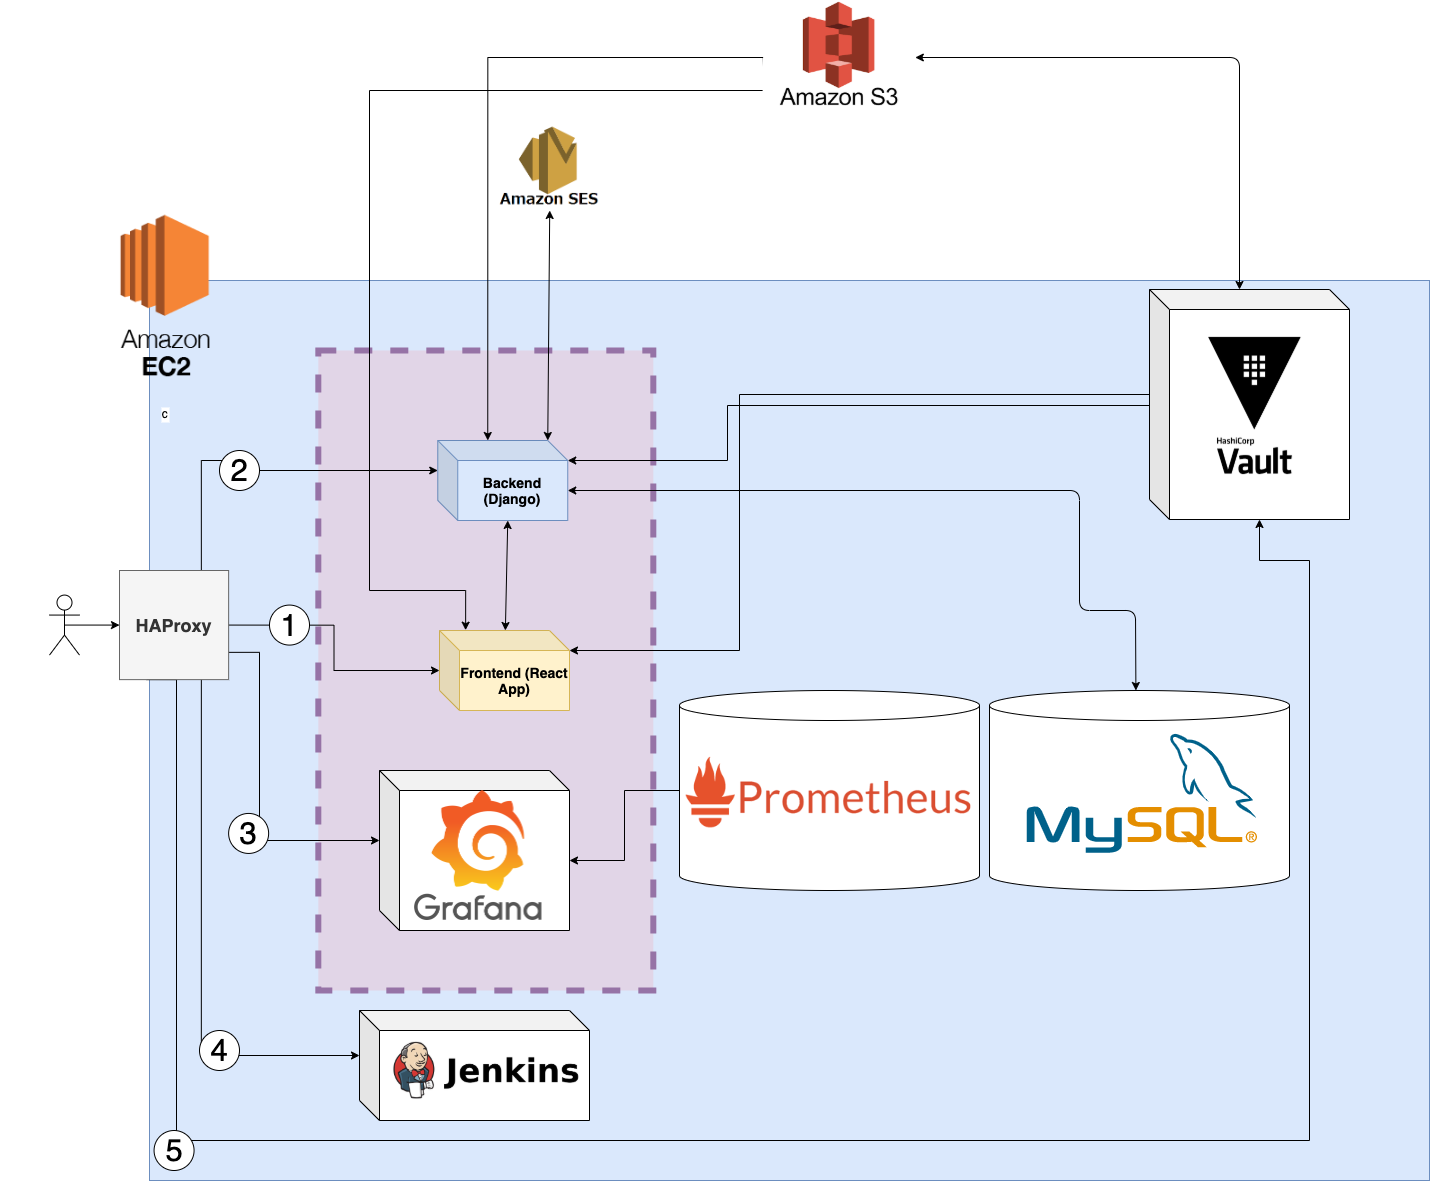 Amazon S3
Amazon SES
Amazon
EC2
c
HashiCorp
Vault
2
Backend
(Django)
HAProxy
1
Frontend (React
App)
Prometheus
MySQL®
3
Grafana
4
Jenkins
5